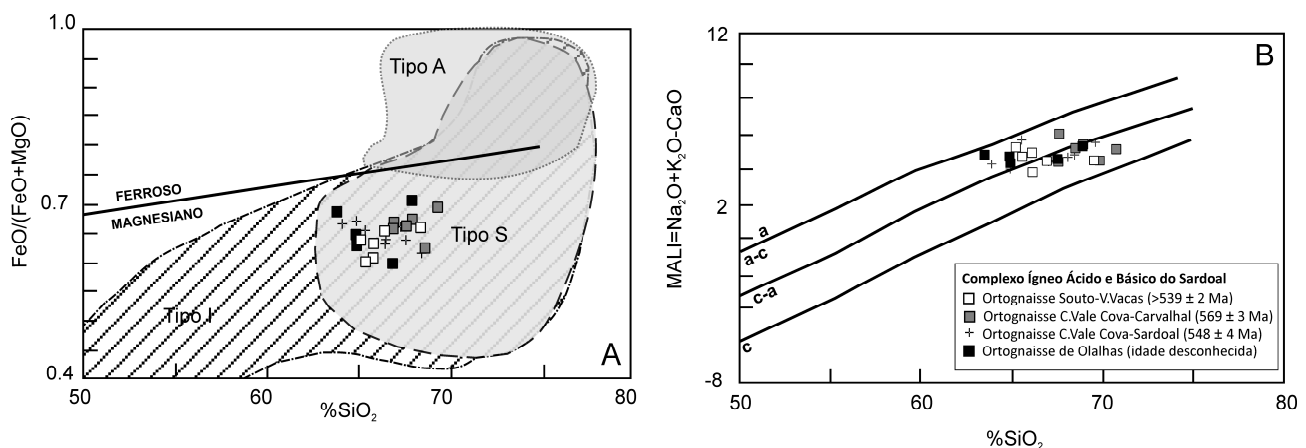 1.0
0.7
0.4
FeO/(FeO+MgO)
50
60
70
80
%SiO₂
Tipo A
FERROSO
MAGNESIANO
Tipo S
Tipo I
A
12
2
-8
MALI=Na₂O+K₂O-CaO
50
60
70
80
%SiO₂
B
a
a-c
c-a
c
Complexo Ígneo Ácido e Básico do Sardoal
Ortognaisse Souto-V.Vacas (>539 ± 2 Ma)
Ortognaisse C.Vale Cova-Carvalhal (569 ± 3 Ma)
Ortognaisse C.Vale Cova-Sardoal (548 ± 4 Ma)
Ortognaisse de Olalhas (idade desconhecida)